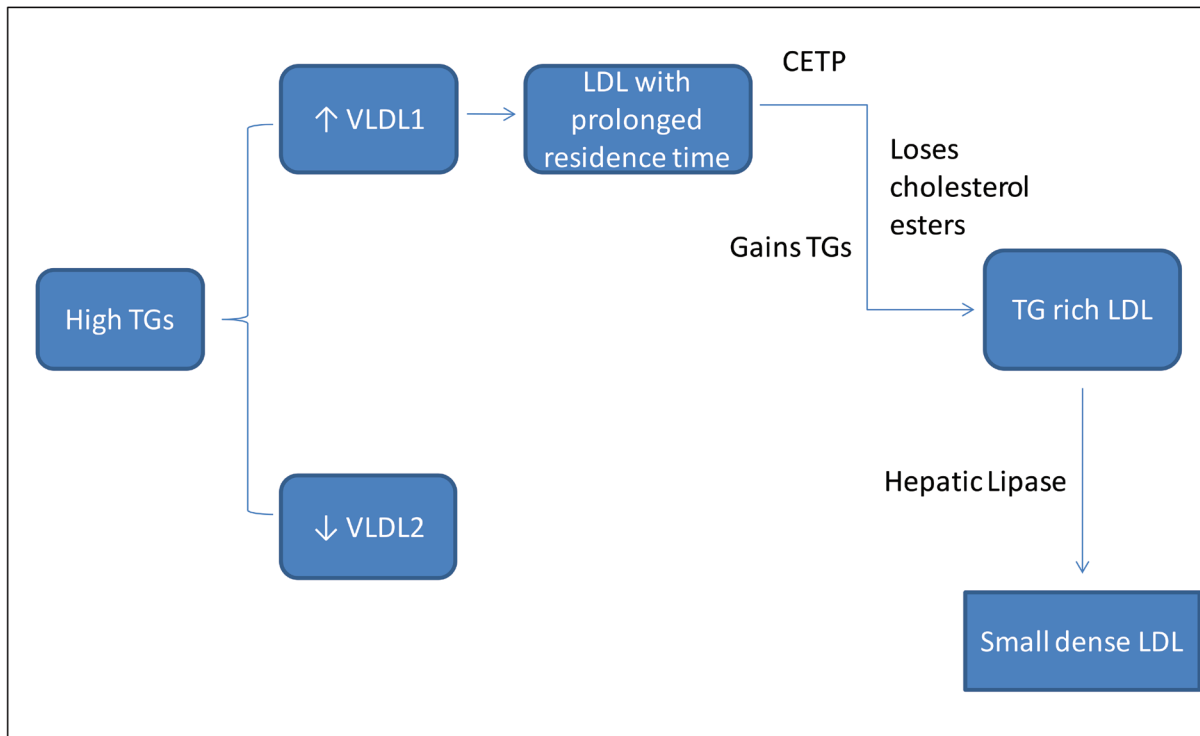 High TGs
↑ VLDL1
↓ VLDL2
LDL with
prolonged
residence time
CETP
Loses
cholesterol
esters
Gains TGs
TG rich LDL
Hepatic Lipase
Small dense LDL